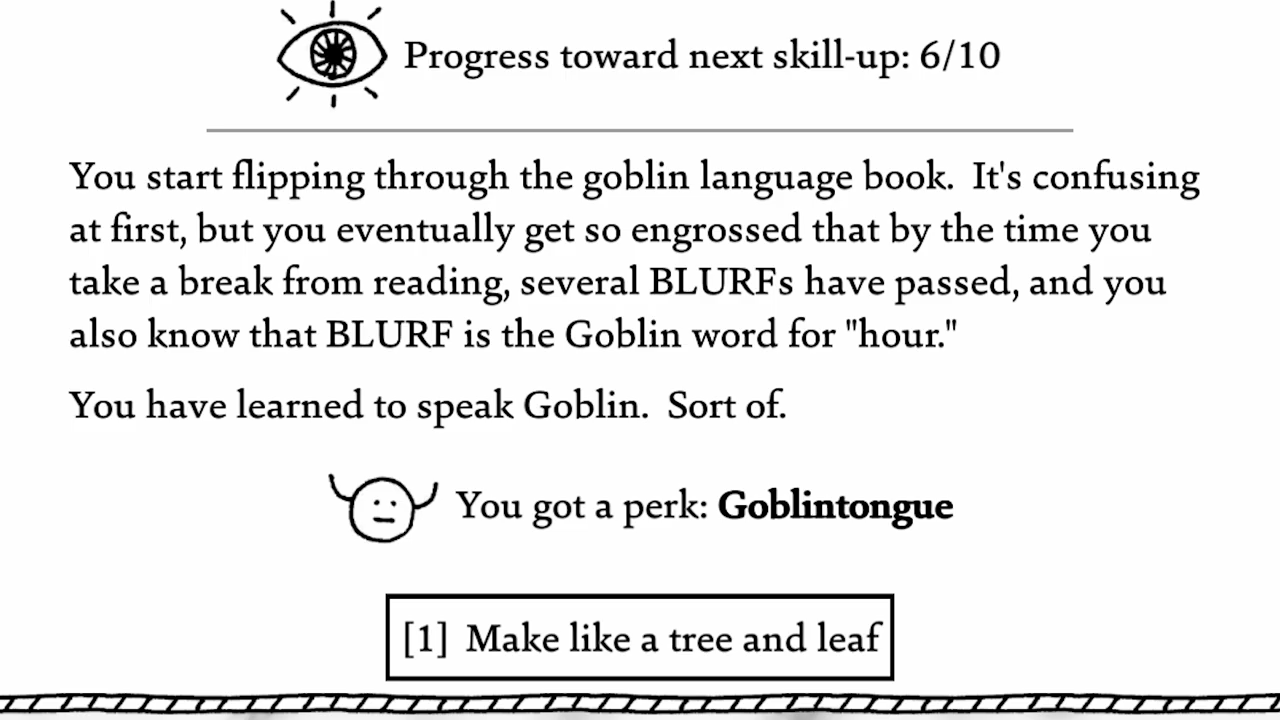 Progress toward next skill-up: 6/10
You start flipping through the goblin language book.  It's confusing
at first, but you eventually get so engrossed that by the time you
take a break from reading, several BLURFs have passed, and you
also know that BLURF is the Goblin word for "hour."
You have learned to speak Goblin.  Sort of.
You got a perk: Goblintongue
[1]  Make like a tree and leaf